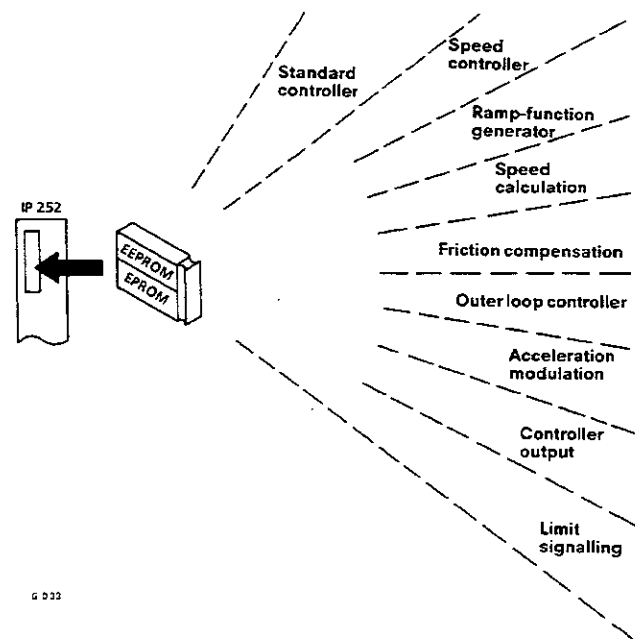 Standard
controller
Speed
controller
Ramp-function
generator
Speed
calculation
IP 252
EEPROM
EPROM
Friction compensation
Outer loop controller
Acceleration
modulation
Controller
output
Limit
signalling